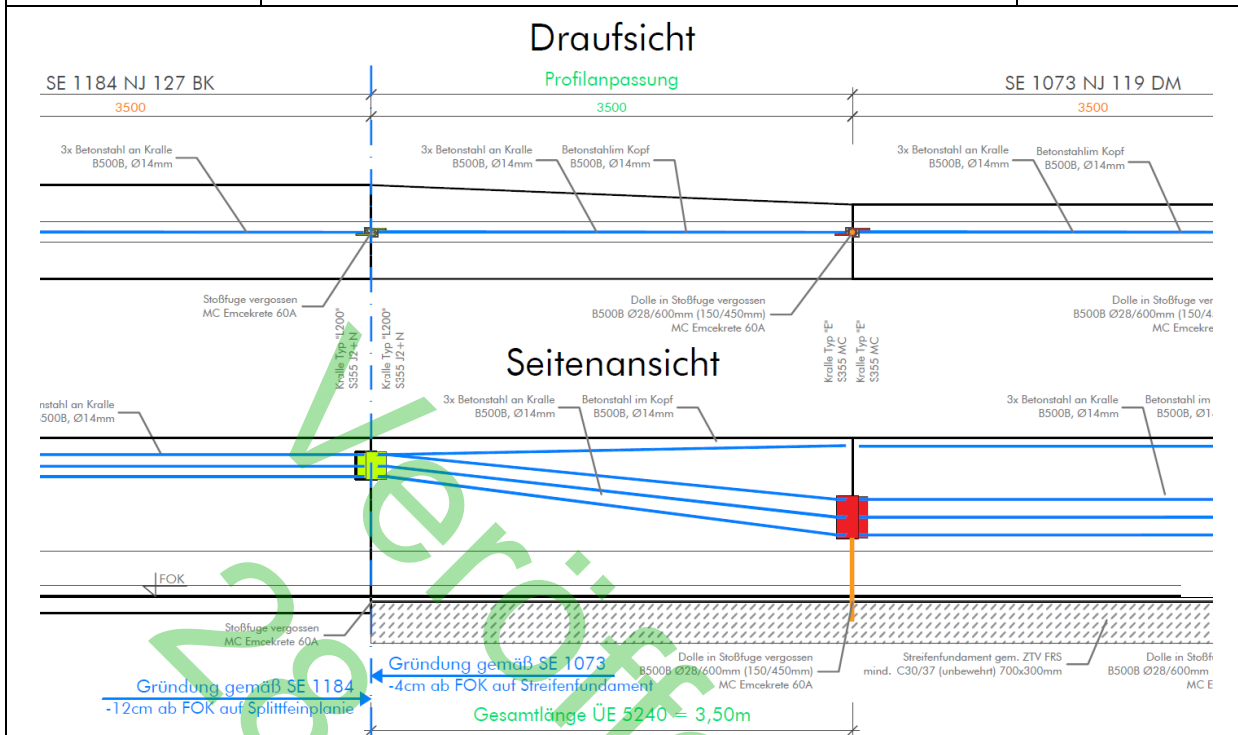 Draufsicht
SE 1184 NJ 127 BK
Profilanpassung
SE 1073 NJ 119 DM
3500
3500
3500
3x Betonstahl an Kralle
B500B, Ø14mm
3x Betonstahl an Kralle
B500B, Ø14mm
Betonstahlim Kopf
B500B, Ø14mm
3x Betonstahl an Kralle
B500B, Ø14mm
Betonstahlim Kopf
B500B, Ø14mm
Stoßfuge vergossen
MC Emcekrete 60A
Dolle in Stoßfuge vergossen
B500B Ø28/600mm (150/450mm)
MC Emcekrete 60A
Dolle in Stoßfuge ver
B500B Ø28/600mm (150/4
MC Emcekre
Kralle Typ "L200"
S355 J2+N
Kralle Typ "L200"
S355 J2+N
Kralle Typ "E"
S355 MC
Kralle Typ "E"
S355 MC
Seitenansicht
nstahl an Kralle
500B, Ø14mm
3x Betonstahl an Kralle
B500B, Ø14mm
Betonstahl im Kopf
B500B, Ø14mm
3x Betonstahl an Kralle
B500B, Ø14mm
Betonstahl im
B500B, Ø1
FOK
Stoßfuge vergossen
MC Emcekrete 60A
Gründung gemäß SE 1073
-4cm ab FOK auf Streifenfundament
Gründung gemäß SE 1184
-12cm ab FOK auf Splittfeinplanie
Dolle in Stoßfuge vergossen
B500B Ø28/600mm (150/450mm)
MC Emcekrete 60A
Streifenfundament gem. ZTV FRS
mind. C30/37 (unbewehrt) 700x300mm
Dolle in Stoßf
B500B Ø28/600mm
MC E
Gesamtlänge ÜE 5240 = 3,50m
Veröff